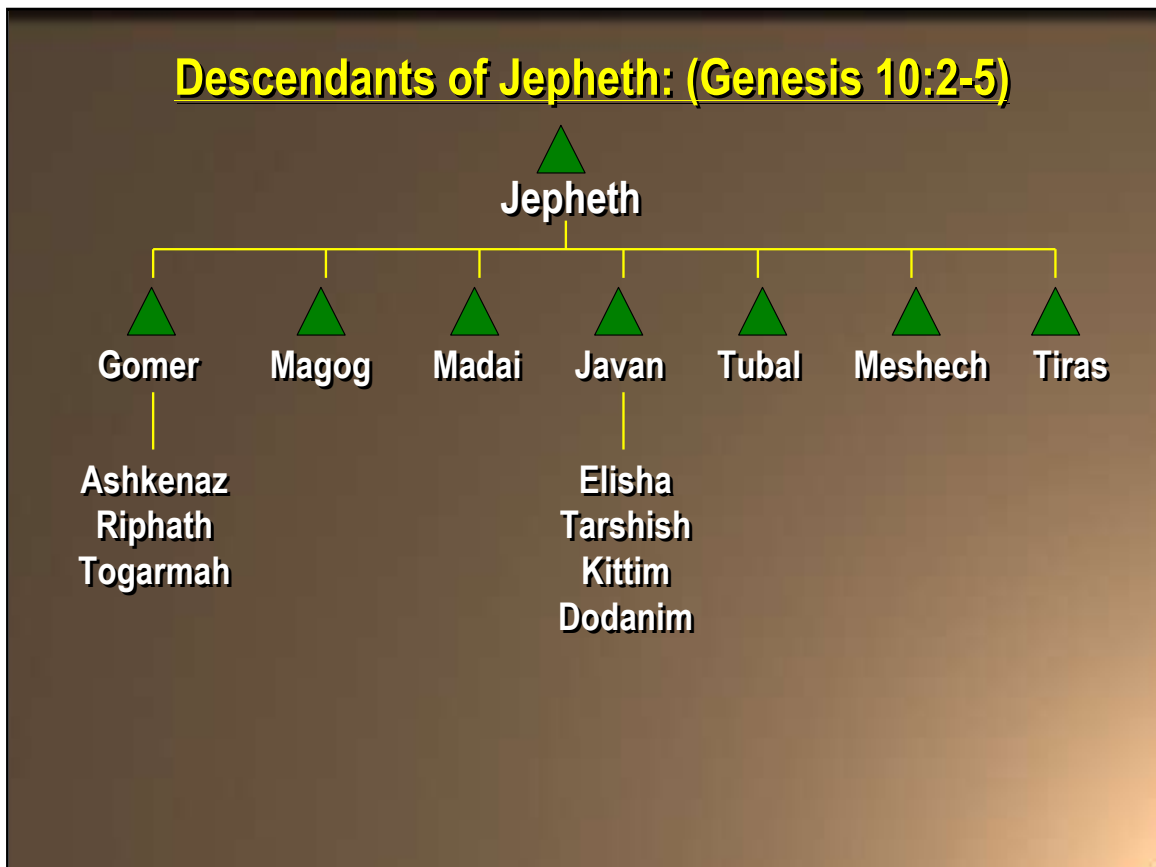 Descendants of Jepheth: (Genesis 10:2-5)
Jepheth
Gomer Magog Madai Javan Tubal Meshech Tiras
Ashkenaz Elisha
Riphath Tarshish
Togarmah Kittim
Dodanim